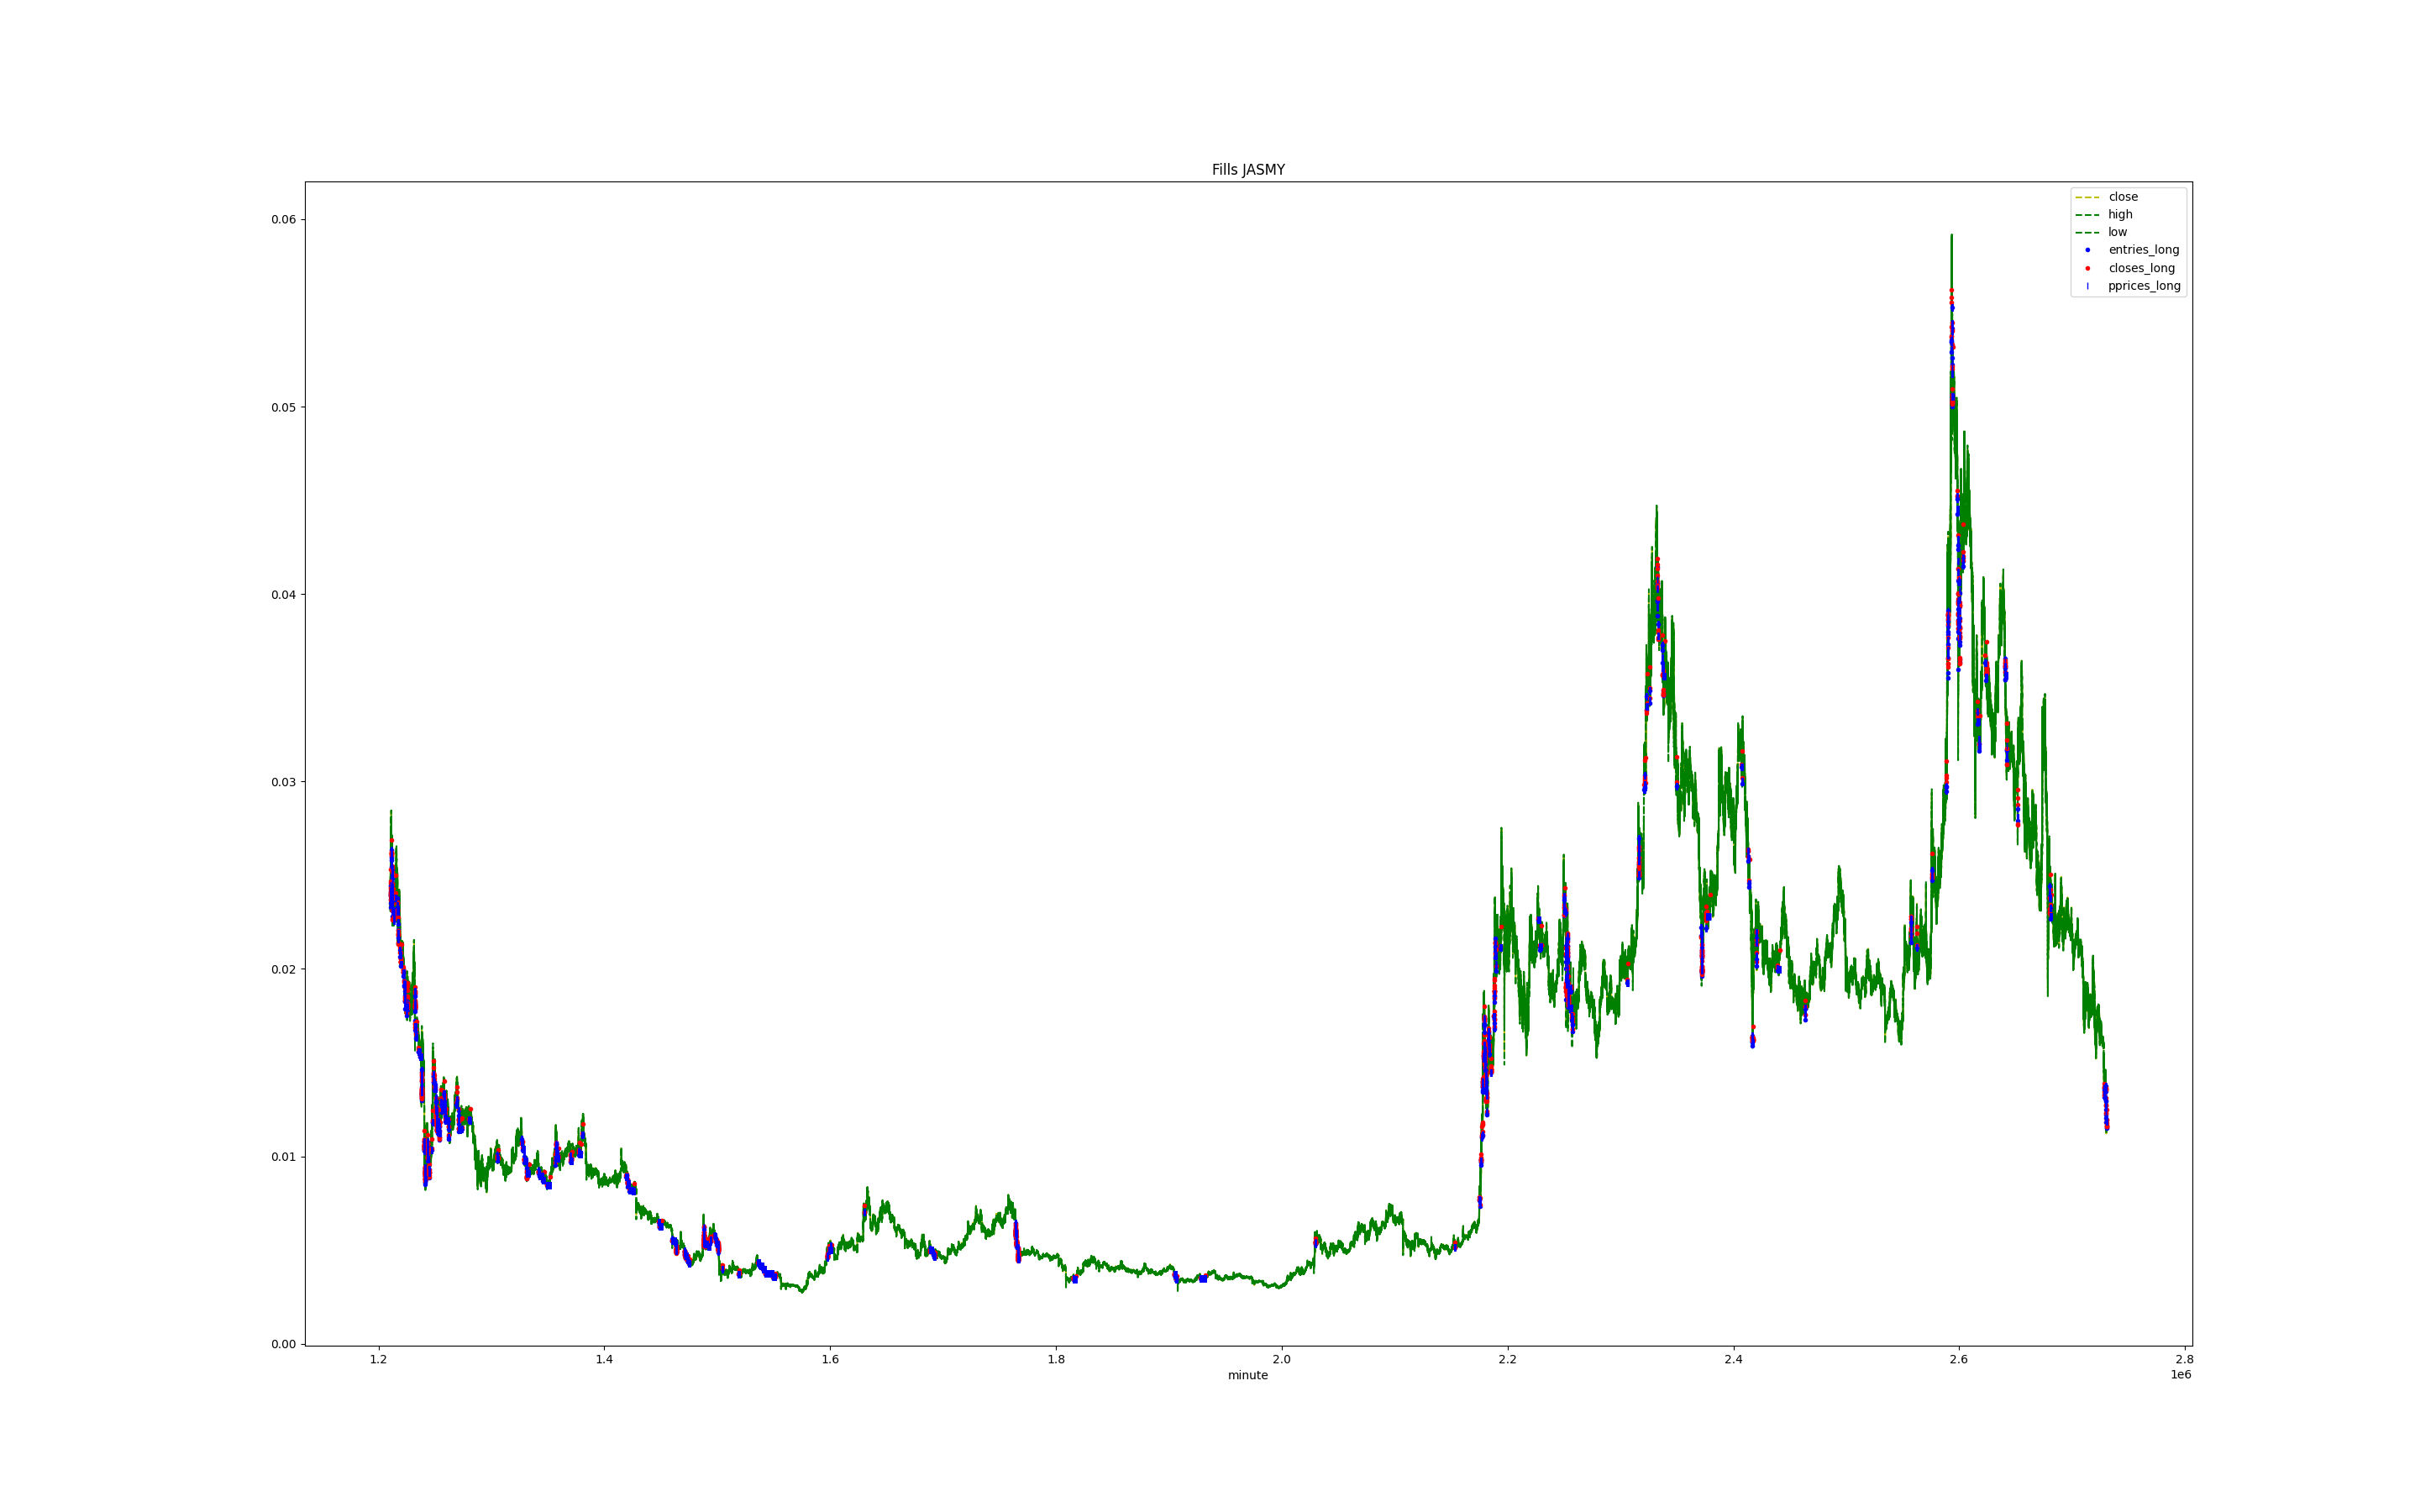 Fills JASMY
close
high
low
entries_long
closes_long
pprices_long
0.06
0.05
0.04
0.03
0.02
0.01
0.00
1.2 1.4 1.6 1.8 2.0 2.2 2.4 2.6 2.8
minute 1e6